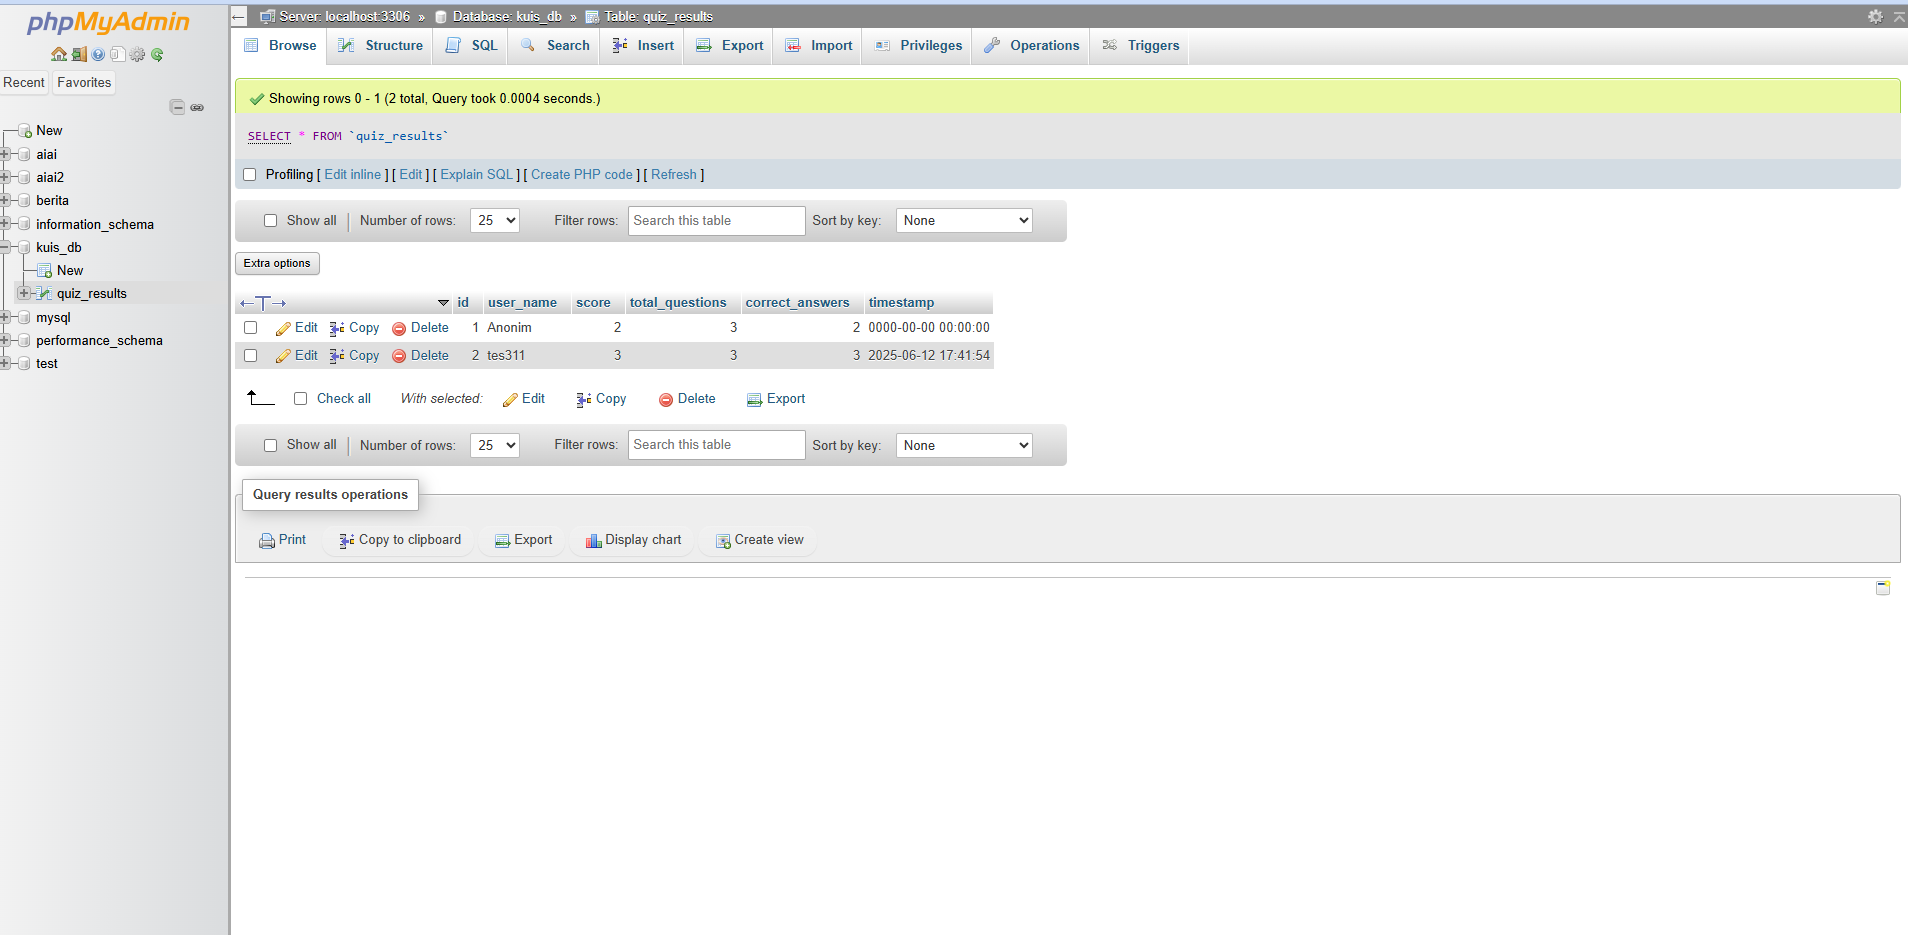 phpMyAdmin
Recent Favorites
New
aiai
aiai2
berita
information_schema
kuis_db
New
quiz_results
mysql
performance_schema
test
Server: localhost:3306 » Database: kuis_db » Table: quiz_results
Browse Structure SQL Search Insert Export Import Privileges Operations Triggers
Showing rows 0 - 1 (2 total, Query took 0.0004 seconds.)
SELECT * FROM `quiz_results`
Profiling [ Edit inline ] [ Edit ] [ Explain SQL ] [ Create PHP code ] [ Refresh ]
Show all Number of rows: 25 Filter rows: Search this table Sort by key: None
Extra options
id user_name score total_questions correct_answers timestamp
Edit Copy Delete 1 Anonim 2 3 2 0000-00-00 00:00:00
Edit Copy Delete 2 tes311 3 3 3 2025-06-12 17:41:54
Check all With selected: Edit Copy Delete Export
Show all Number of rows: 25 Filter rows: Search this table Sort by key: None
Query results operations
Print Copy to clipboard Export Display chart Create view